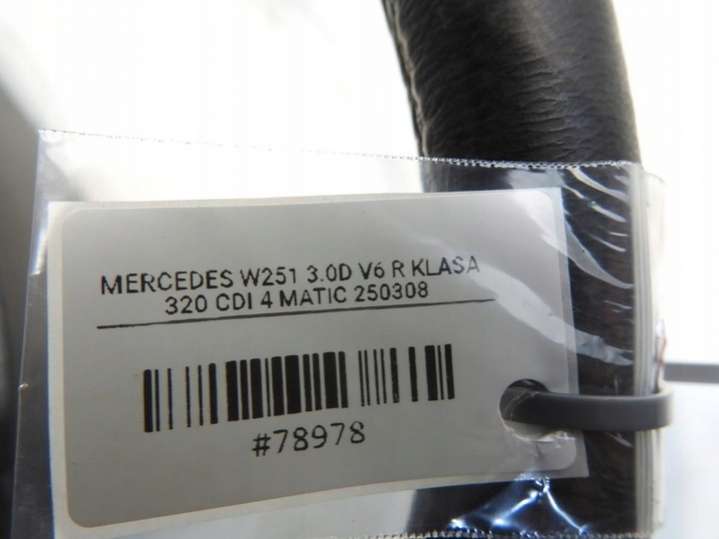 MERCEDES W251 3.0D V6 R KLASA
320 CDI 4 MATIC 250308
#78978